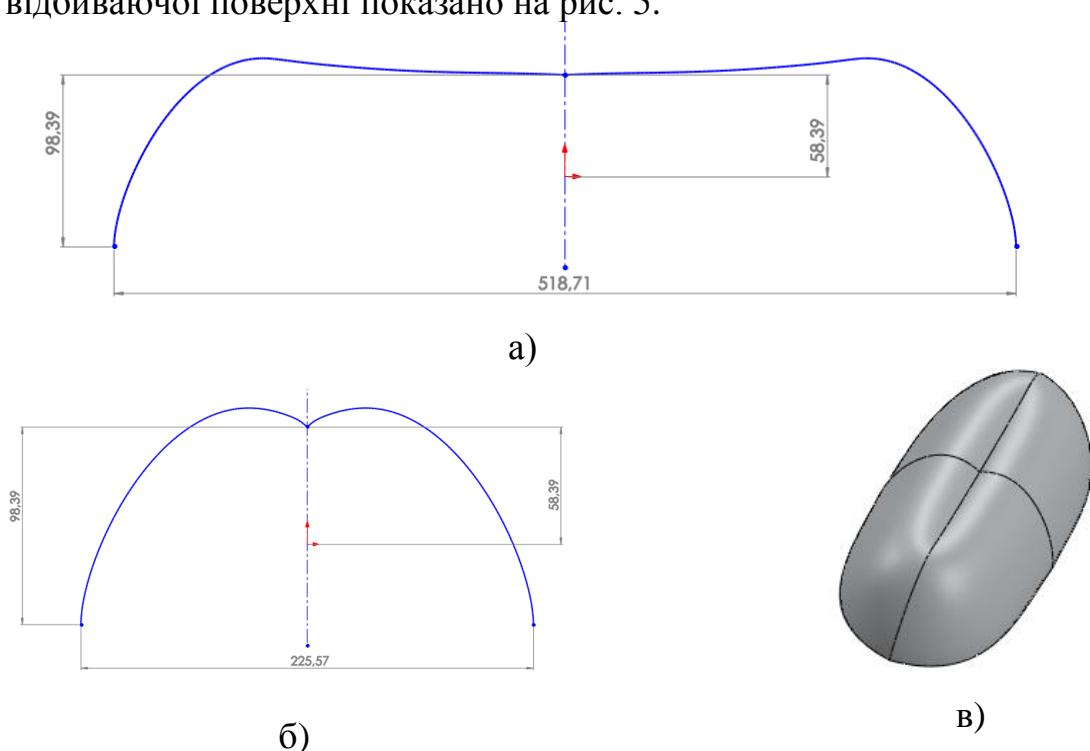 відбиваючої поверхні показано на рис. 5.
98,39
58,39
518,71
а)
98,39
58,39
225,57
б)
в)